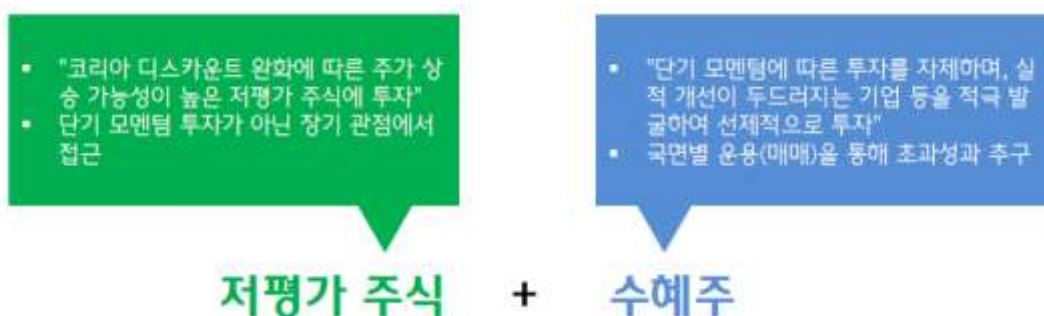 ▪ "코리아 디스카운트 완화에 따른 주가 상
승 가능성이 높은 저평가 주식에 투자"
▪ 단기 모멘텀 투자가 아닌 장기 관점에서
접근
▪ "단기 모멘텀에 따른 투자를 자제하며, 실
적 개선이 두드러지는 기업 등을 적극 발
굴하여 선제적으로 투자"
▪ 국면별 운용(매매)을 통해 초과성과 추구
저평가 주식 + 수혜주